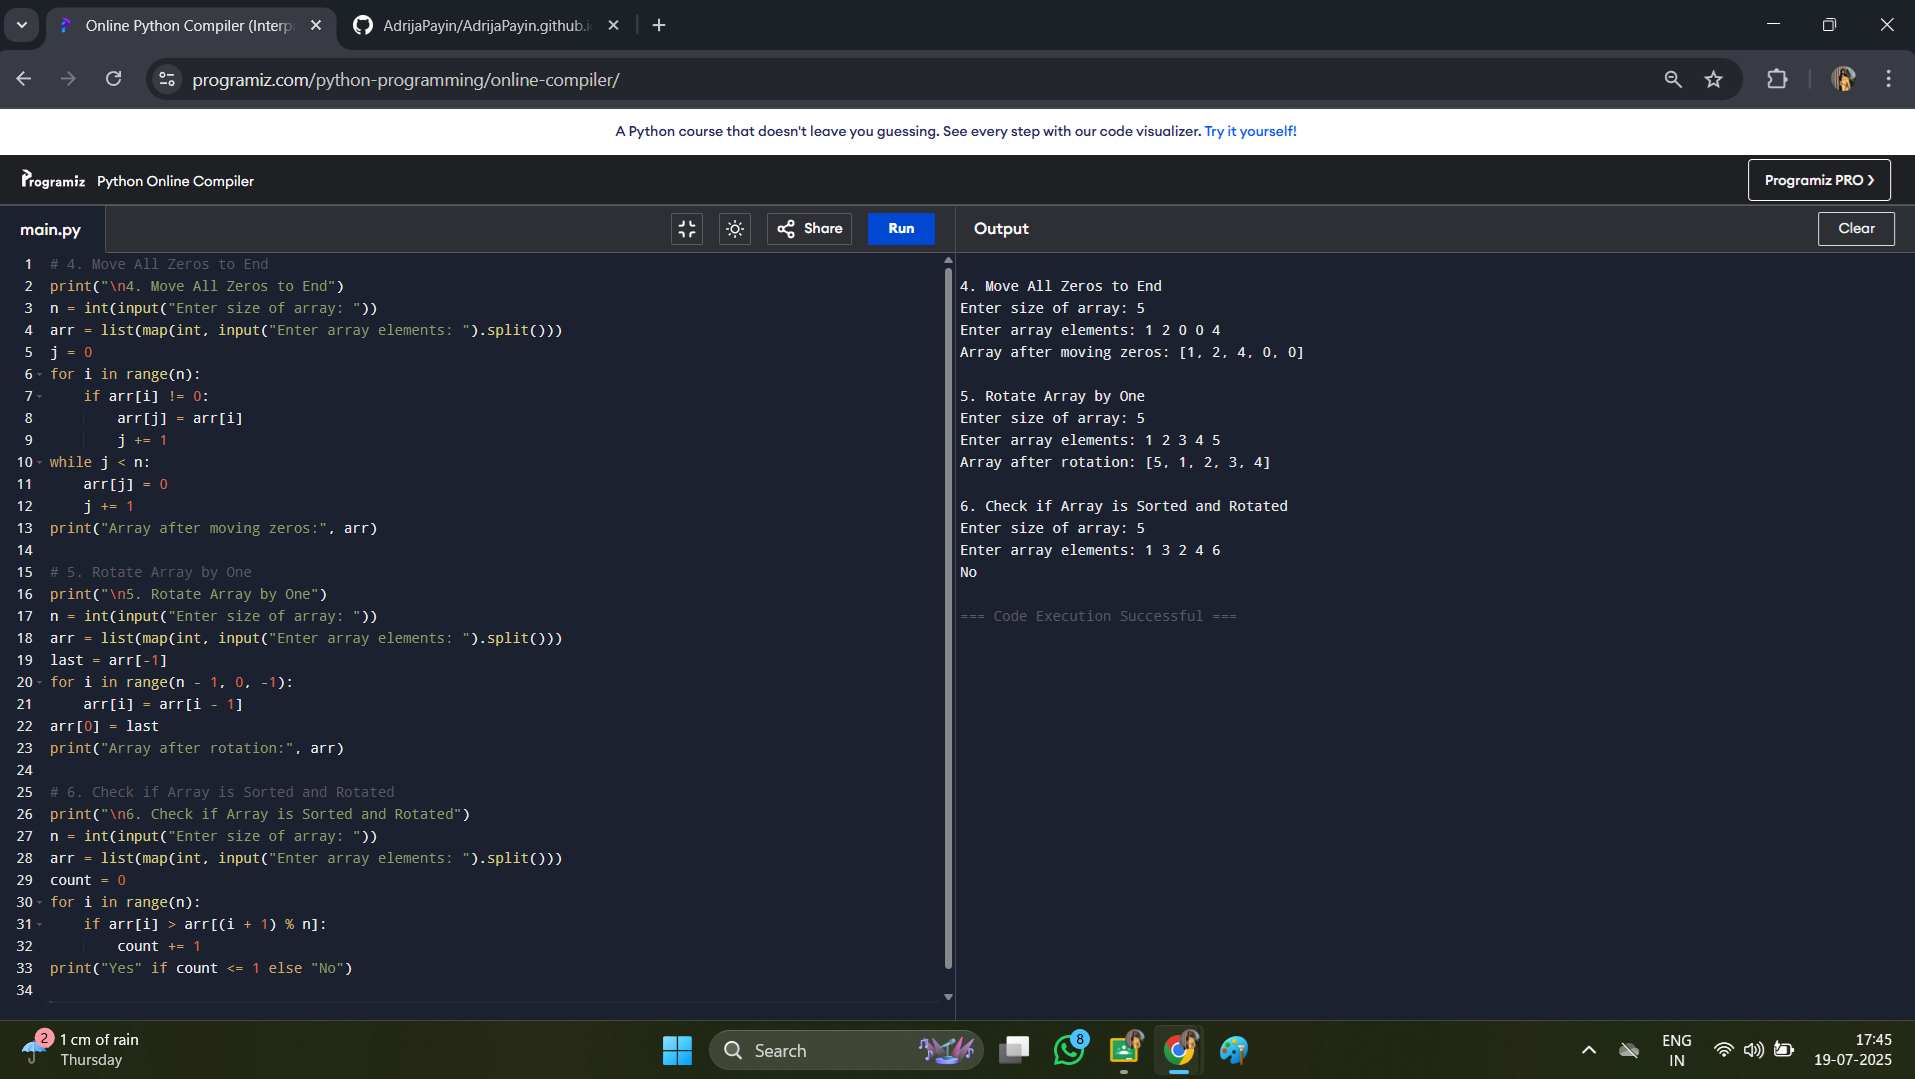 Online Python Compiler (Interp
AdrijaPayin/AdrijaPayin.github.i
programiz.com/python-programming/online-compiler/
A Python course that doesn't leave you guessing. See every step with our code visualizer. Try it yourself!
Programiz Python Online Compiler
Programiz PRO
main.py
Share
Run
Output
Clear
1 # 4. Move All Zeros to End
2 print("\n4. Move All Zeros to End")
3 n = int(input("Enter size of array: "))
4 arr = list(map(int, input("Enter array elements: ").split()))
5 j = 0
6 for i in range(n):
7     if arr[i] != 0:
8         arr[j] = arr[i]
9         j += 1
10 while j < n:
11     arr[j] = 0
12     j += 1
13 print("Array after moving zeros:", arr)
14
15 # 5. Rotate Array by One
16 print("\n5. Rotate Array by One")
17 n = int(input("Enter size of array: "))
18 arr = list(map(int, input("Enter array elements: ").split()))
19 last = arr[-1]
20 for i in range(n - 1, 0, -1):
21     arr[i] = arr[i - 1]
22 arr[0] = last
23 print("Array after rotation:", arr)
24
25 # 6. Check if Array is Sorted and Rotated
26 print("\n6. Check if Array is Sorted and Rotated")
27 n = int(input("Enter size of array: "))
28 arr = list(map(int, input("Enter array elements: ").split()))
29 count = 0
30 for i in range(n):
31     if arr[i] > arr[(i + 1) % n]:
32         count += 1
33 print("Yes" if count <= 1 else "No")
34
4. Move All Zeros to End
Enter size of array: 5
Enter array elements: 1 2 0 0 4
Array after moving zeros: [1, 2, 4, 0, 0]
5. Rotate Array by One
Enter size of array: 5
Enter array elements: 1 2 3 4 5
Array after rotation: [5, 1, 2, 3, 4]
6. Check if Array is Sorted and Rotated
Enter size of array: 5
Enter array elements: 1 3 2 4 6
No
=== Code Execution Successful ===
2
1 cm of rain
Thursday
Search
8
ENG
IN
17:45
19-07-2025